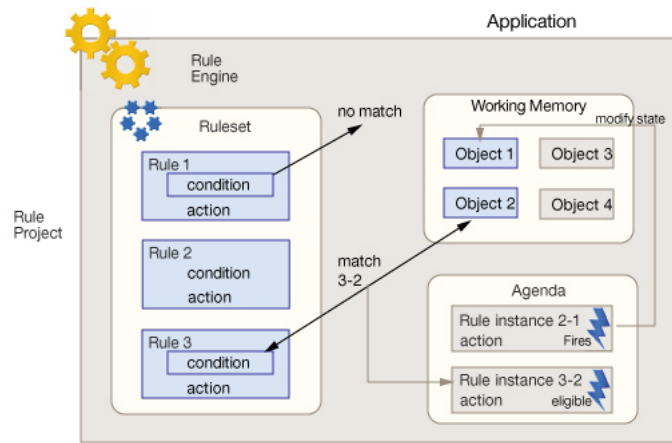 Application
Rule
Engine
Rule
Project
Ruleset
Rule 1
condition
action
Rule 2
condition
action
Rule 3
condition
action
no match
match
3-2
Working Memory
modify state
Object 1
Object 3
Object 2
Object 4
Agenda
Rule instance 2-1
action
Fires
Rule instance 3-2
action
eligible